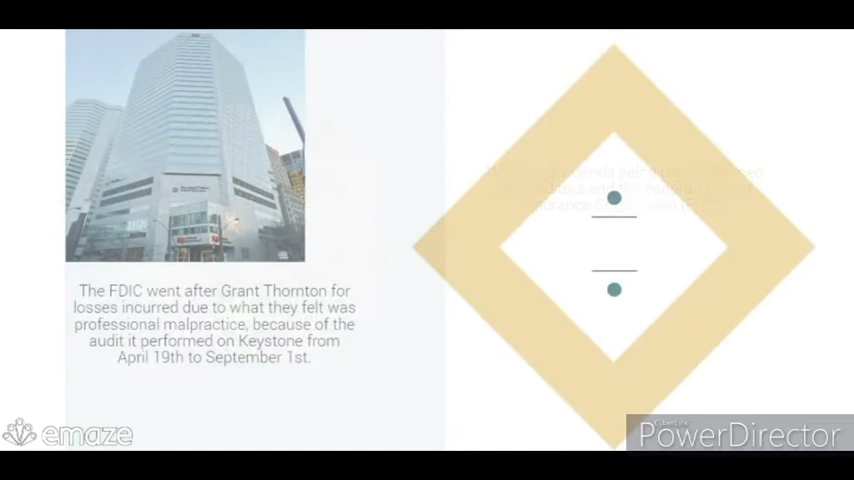 The FDIC went after Grant Thornton for
losses incurred due to what they felt was
professional malpractice, because of the
audit it performed on Keystone from
April 19th to September 1st.
emaze
CyberLink
PowerDirector